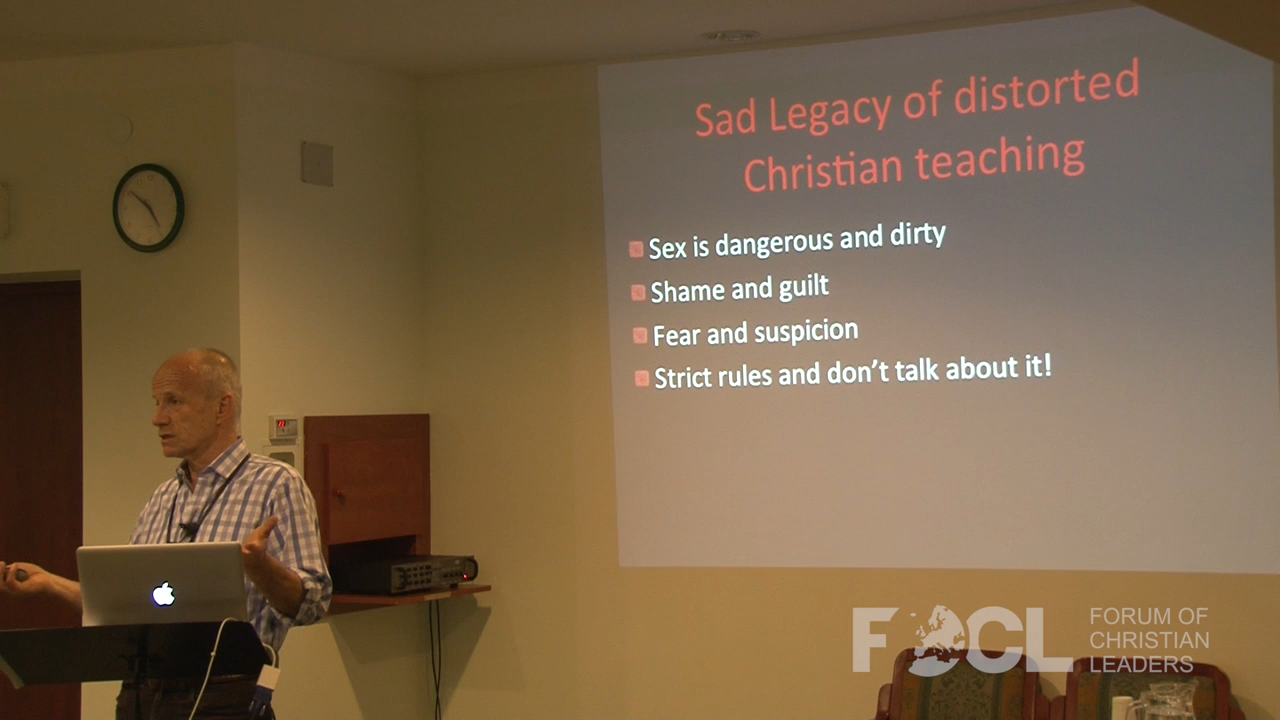 Sad Legacy of distorted
Christian teaching
Sex is dangerous and dirty
Shame and guilt
Fear and suspicion
Strict rules and don't talk about it!
FOCL
FORUM OF
CHRISTIAN
LEADERS